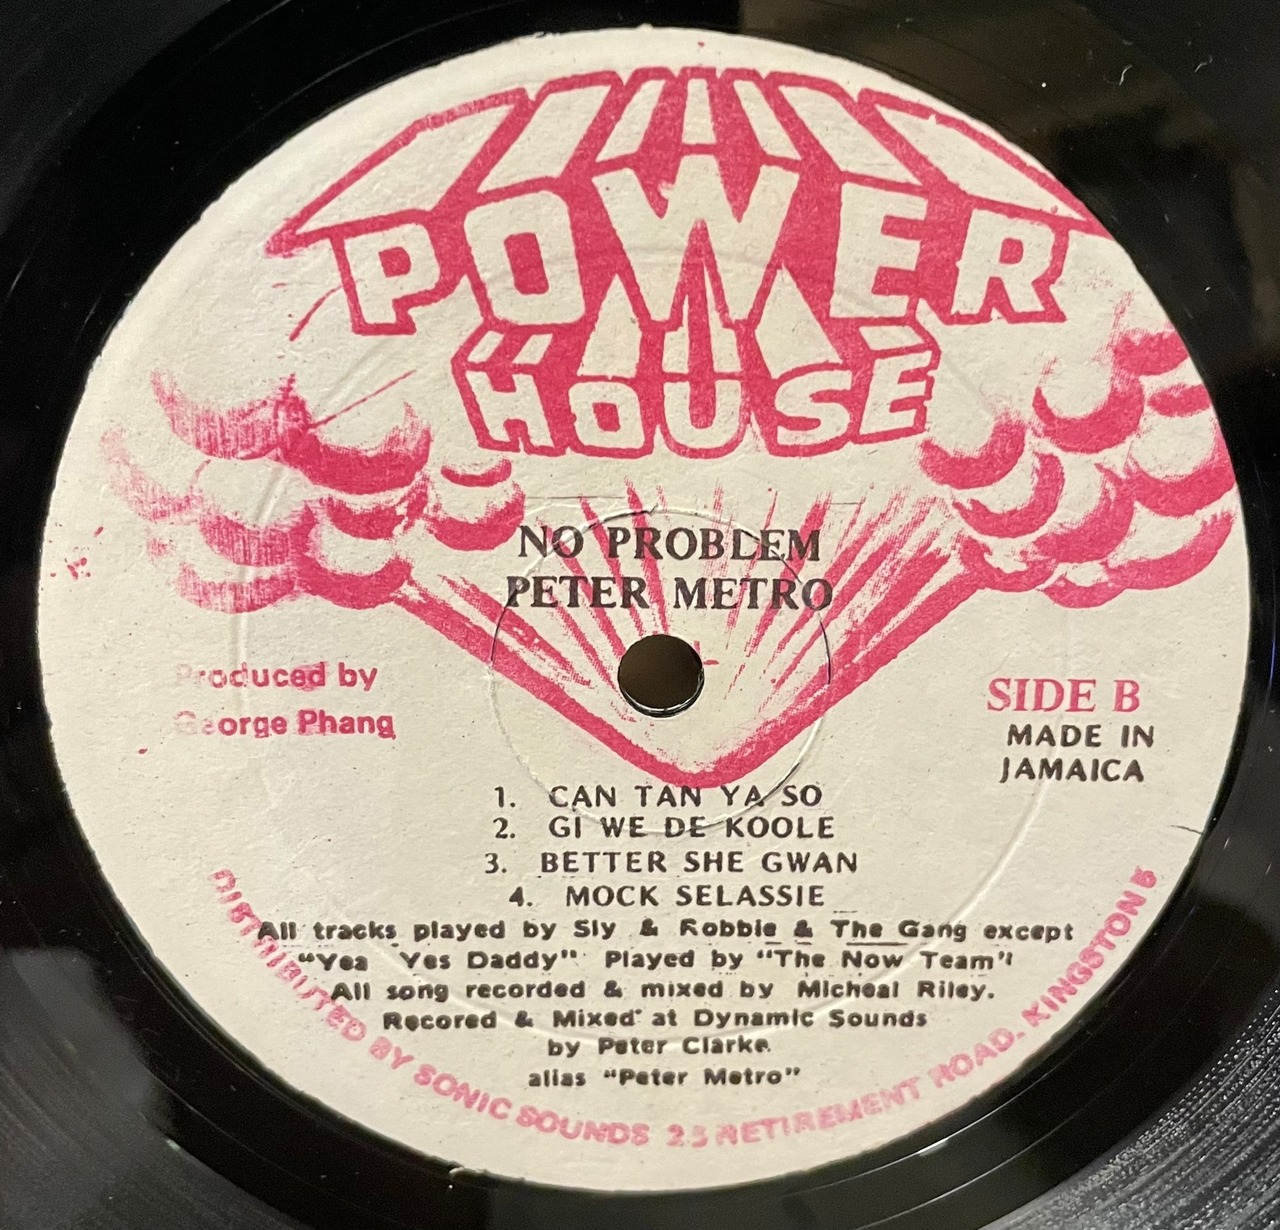 POWER
HOUSE
NO PROBLEM
PETER METRO
Produced by
George Phang
SIDE B
MADE IN
JAMAICA
1. CAN TAN YA SO
2. GI WE DE KOOLE
3. BETTER SHE GWAN
4. MOCK SELASSIE
All tracks played by Sly & Robbie & The Gang except
"Yea Yes Daddy" Played by "The Now Team"
All song recorded & mixed by Micheal Riley.
Recored & Mixed at Dynamic Sounds
by Peter Clarke
alias "Peter Metro"
DISTRIBUTED BY SONIC SOUNDS 25 RETIREMENT ROAD. KINGSTON 5